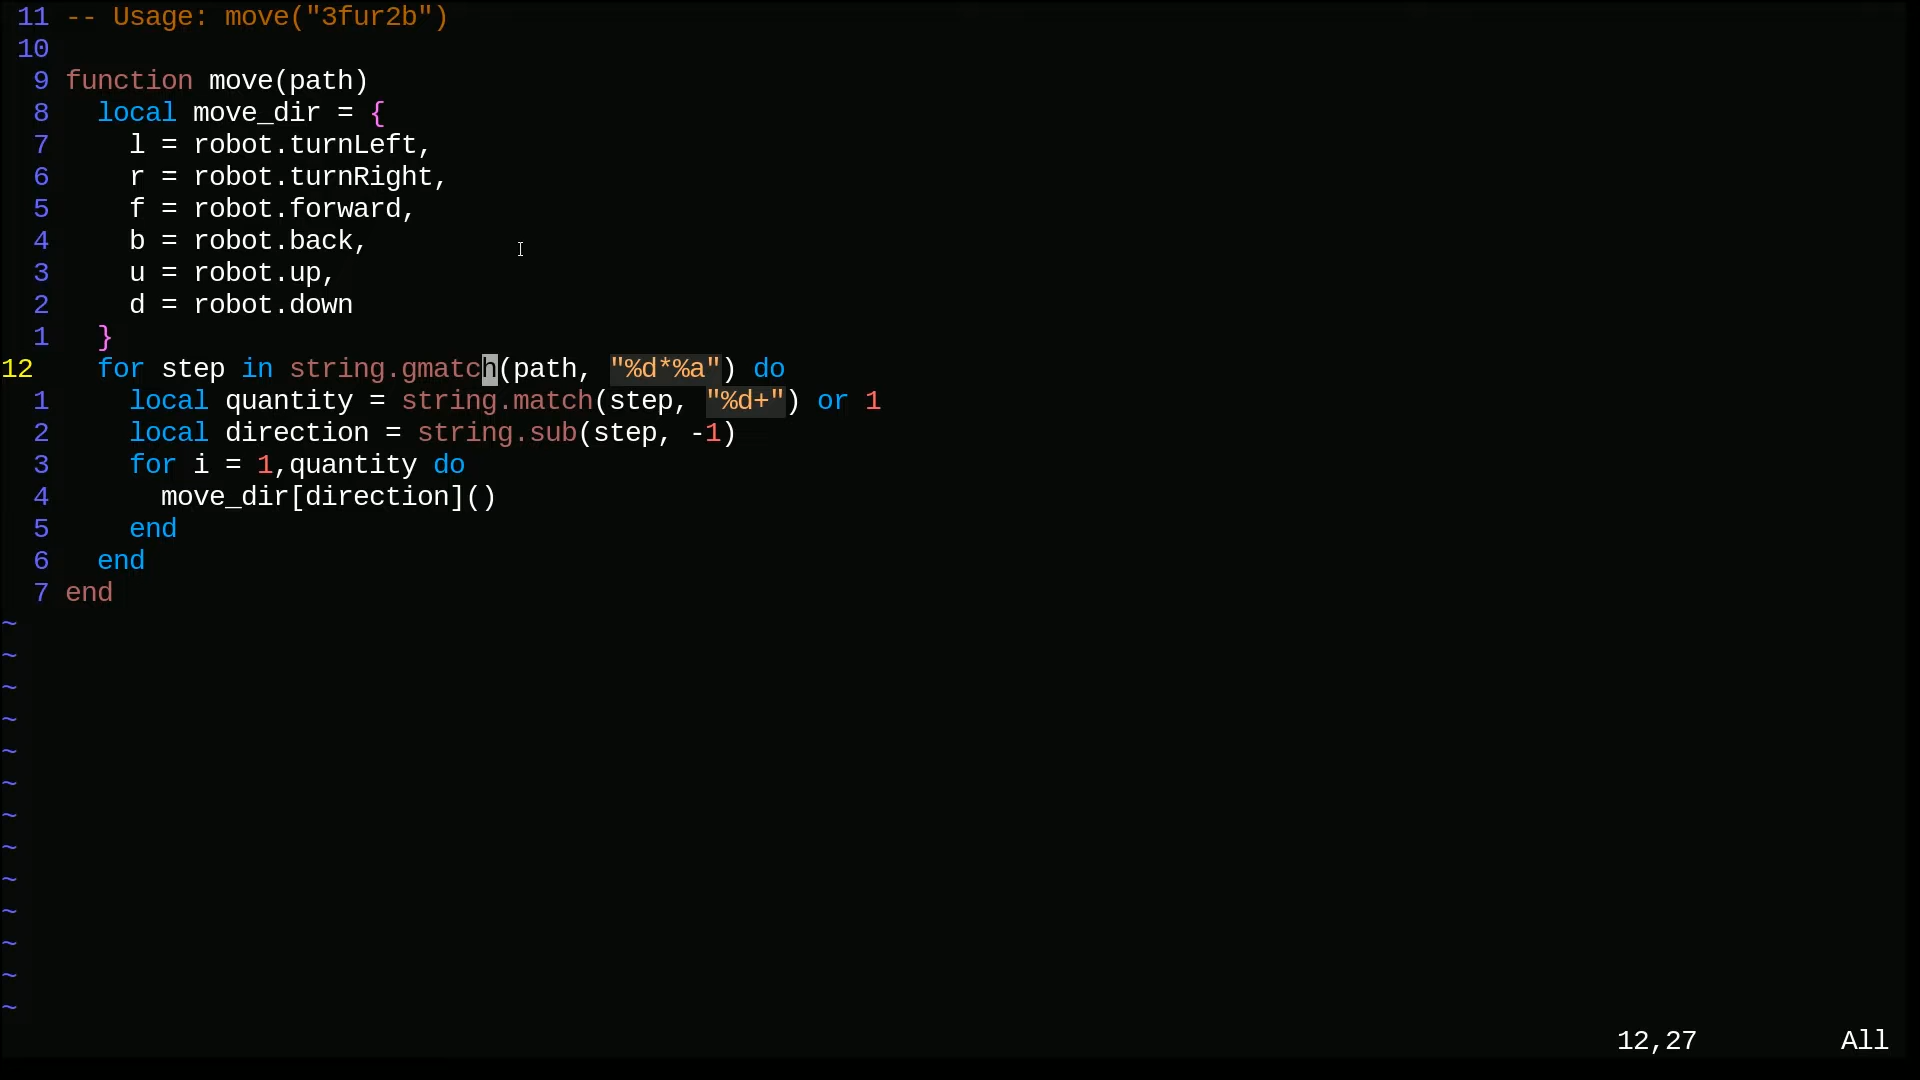 11 -- Usage: move("3fur2b")
10
9 function move(path)
8   local move_dir = {
7     l = robot.turnLeft,
6     r = robot.turnRight,
5     f = robot.forward,
4     b = robot.back,
3     u = robot.up,
2     d = robot.down
1   }
12   for step in string.gmatch(path, "%d*%a") do
1     local quantity = string.match(step, "%d+") or 1
2     local direction = string.sub(step, -1)
3     for i = 1,quantity do
4       move_dir[direction]()
5     end
6   end
7 end
~
~
~
~
~
~
~
~
~
~
~
~
~
12,27 All